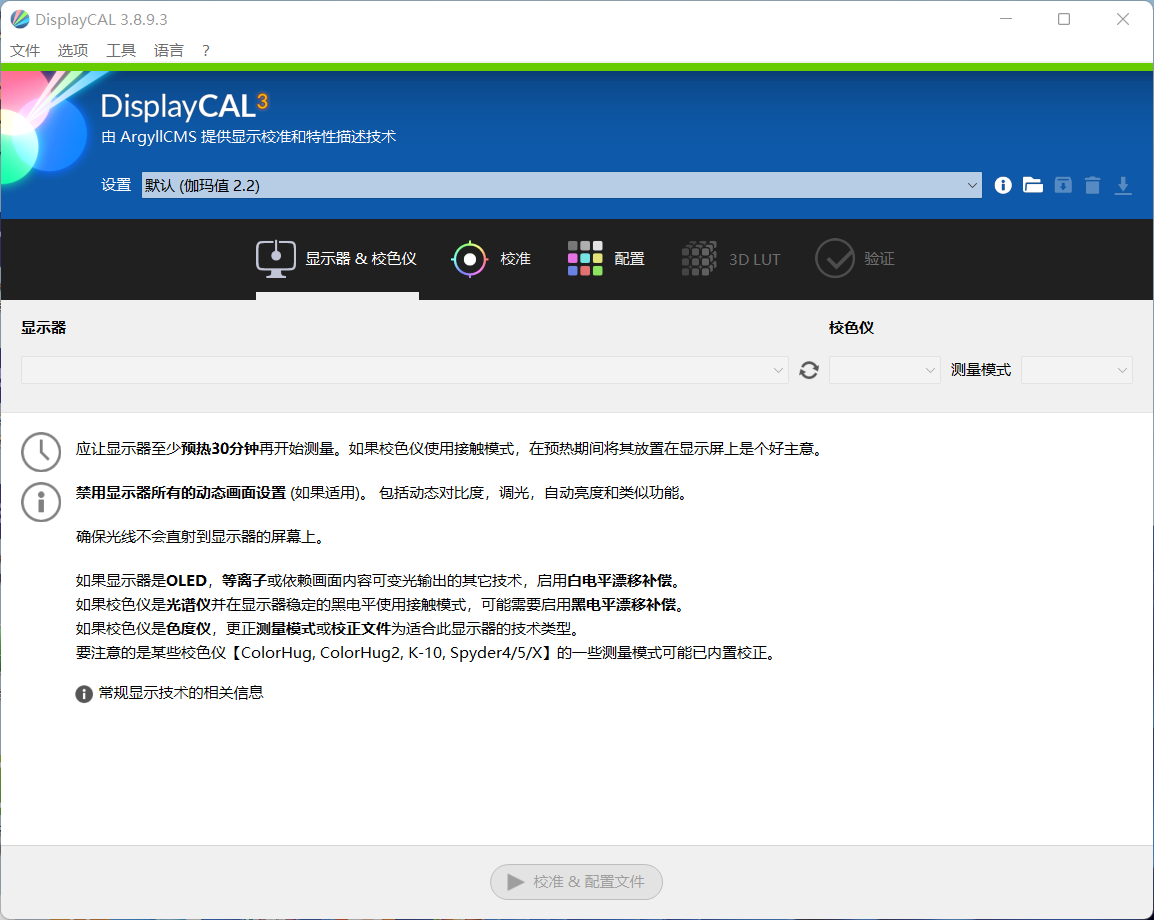 DisplayCAL 3.8.9.3
文件 选项 工具 语言 ?
DisplayCAL3
由 ArgyllCMS 提供显示校准和特性描述技术
设置 默认 (伽玛值 2.2)
显示器 & 校色仪 校准 配置 3D LUT 验证
显示器 校色仪
测量模式
应让显示器至少预热30分钟再开始测量。如果校色仪使用接触模式，在预热期间将其放置在显示屏上是个好主意。
禁用显示器所有的动态画面设置 (如果适用)。 包括动态对比度，调光，自动亮度和类似功能。
确保光线不会直射到显示器的屏幕上。
如果显示器是OLED，等离子或依赖画面内容可变光输出的其它技术，启用白电平漂移补偿。
如果校色仪是光谱仪并在显示器稳定的黑电平使用接触模式，可能需要启用黑电平漂移补偿。
如果校色仪是色度仪，更正测量模式或校正文件为适合此显示器的技术类型。
要注意的是某些校色仪【ColorHug, ColorHug2, K-10, Spyder4/5/X】的一些测量模式可能已内置校正。
常规显示技术的相关信息
校准 & 配置文件